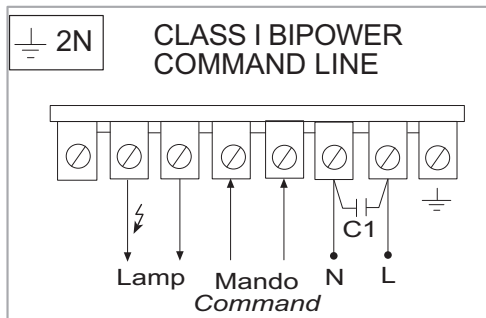 2N
CLASS I BIPOWER
COMMAND LINE
C1
Lamp
Mando
N
L
Command